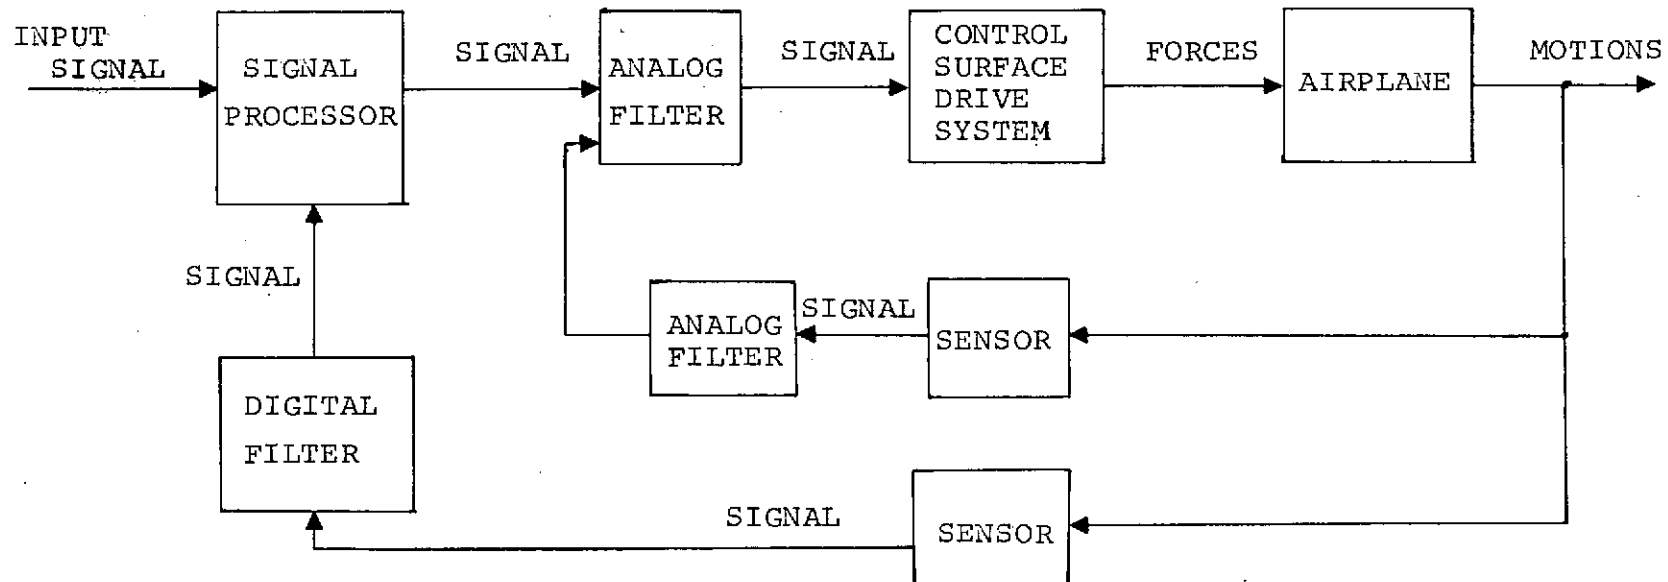 INPUT
SIGNAL
SIGNAL
PROCESSOR
SIGNAL
ANALOG
FILTER
SIGNAL
CONTROL
SURFACE
DRIVE
SYSTEM
FORCES
AIRPLANE
MOTIONS
SIGNAL
ANALOG
FILTER
SIGNAL
SENSOR
DIGITAL
FILTER
SIGNAL
SENSOR